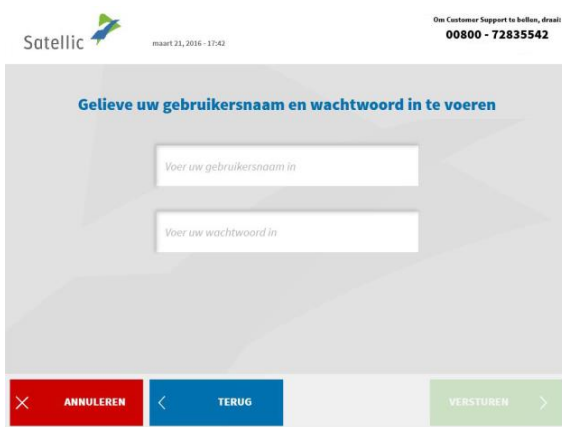 Satellic
maart 21, 2016 - 17:42
Om Customer Support te bellen, draai
00800 - 72835542
Gelieve uw gebruikersnaam en wachtwoord in te voeren
Voer uw gebruikersnaam in
Voer uw wachtwoord in
ANNULEREN
TERUG
VERSTUREN